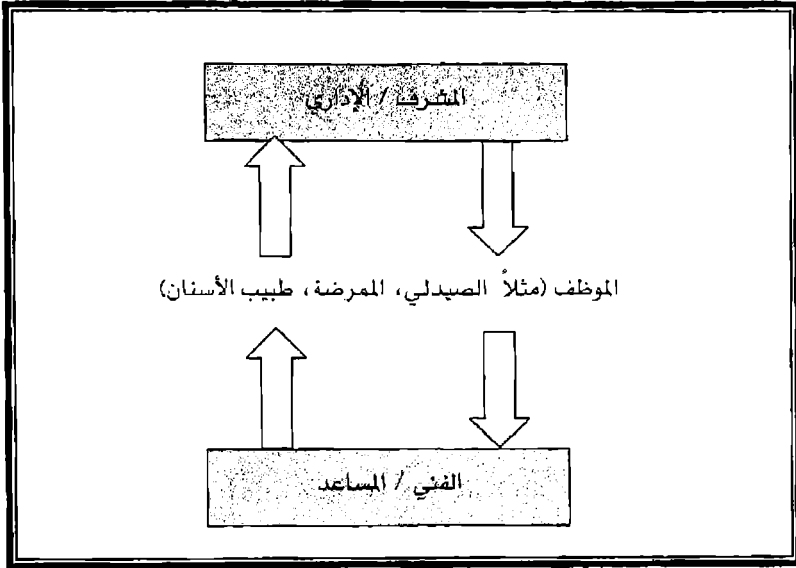 المشرف / الإداري
الموظف (مثلاً الصيدلي، الممرضة، طبيب الأسنان)
الفني / المساعد